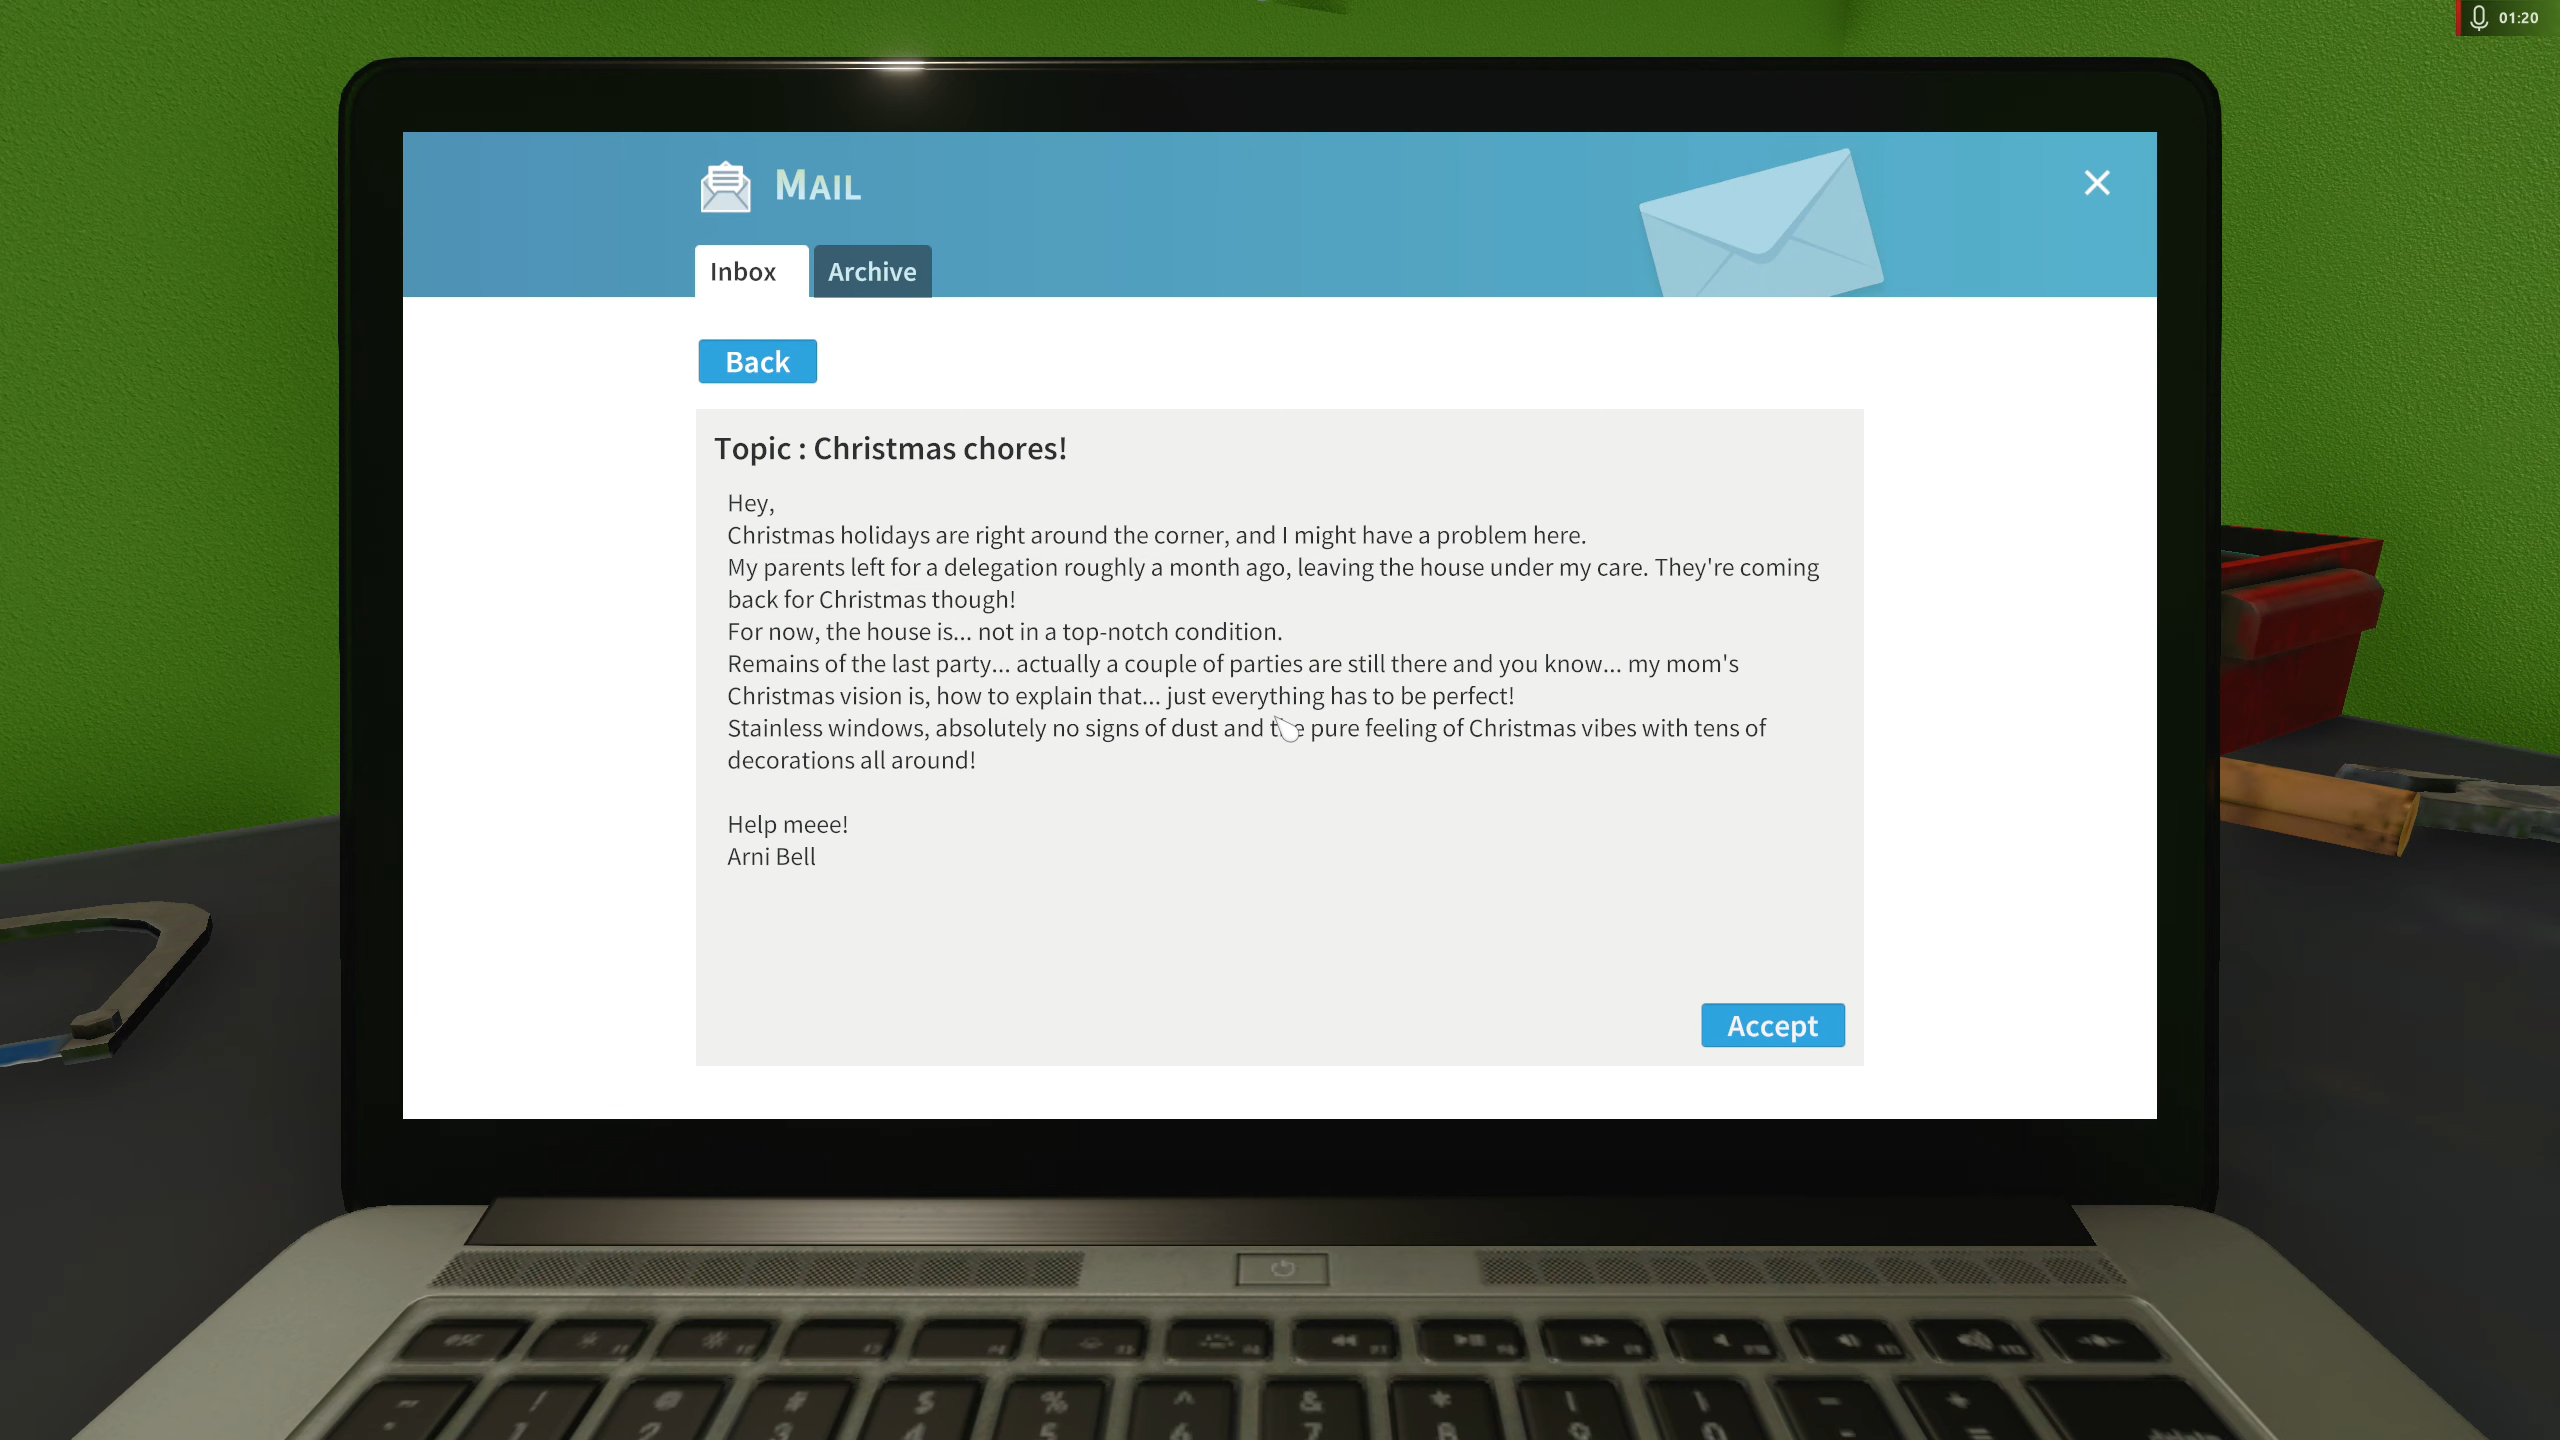 01:20
MAIL
Inbox
Archive
Back
Topic : Christmas chores!
Hey,
Christmas holidays are right around the corner, and I might have a problem here.
My parents left for a delegation roughly a month ago, leaving the house under my care. They're coming
back for Christmas though!
For now, the house is... not in a top-notch condition.
Remains of the last party... actually a couple of parties are still there and you know... my mom's
Christmas vision is, how to explain that... just everything has to be perfect!
Stainless windows, absolutely no signs of dust and the pure feeling of Christmas vibes with tens of
decorations all around!
Help meee!
Arni Bell
Accept